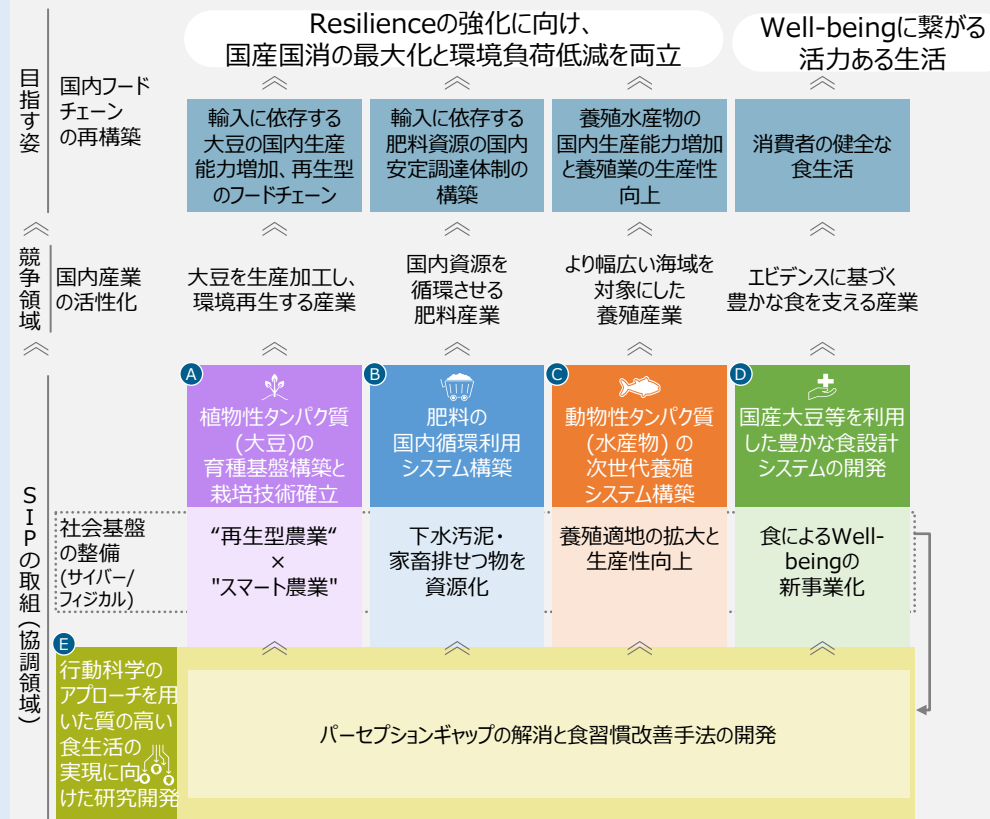 Resilienceの強化に向け、
国産国消の最大化と環境負荷低減を両立
Well-beingに繋がる
活力ある生活
目指す姿
国内フード
チェーン
の再構築
輸入に依存する
大豆の国内生産
能力増加、再生型
のフードチェーン
輸入に依存する
肥料資源の国内
安定調達体制の
構築
養殖水産物の
国内生産能力増加
と養殖業の生産性
向上
消費者の健全な
食生活
競争領域
国内産業
の活性化
大豆を生産加工し、
環境再生する産業
国内資源を
循環させる
肥料産業
より幅広い海域を
対象にした
養殖産業
エビデンスに基づく
豊かな食を支える産業
SIPの取組(協調領域)
A
植物性タンパク質
(大豆)の
育種基盤構築と
栽培技術確立
B
肥料の
国内循環利用
システム構築
C
動物性タンパク質
(水産物) の
次世代養殖
システム構築
D
国産大豆等を利用
した豊かな食設計
システムの開発
社会基盤
の整備
(サイバー/
フィジカル)
“再生型農業“
×
"スマート農業"
下水汚泥・
家畜排せつ物を
資源化
養殖適地の拡大と
生産性向上
食によるWell-
beingの
新事業化
E
行動科学の
アプローチを用
いた質の高い
食生活の
実現に向
けた研究開発
パーセプションギャップの解消と食習慣改善手法の開発